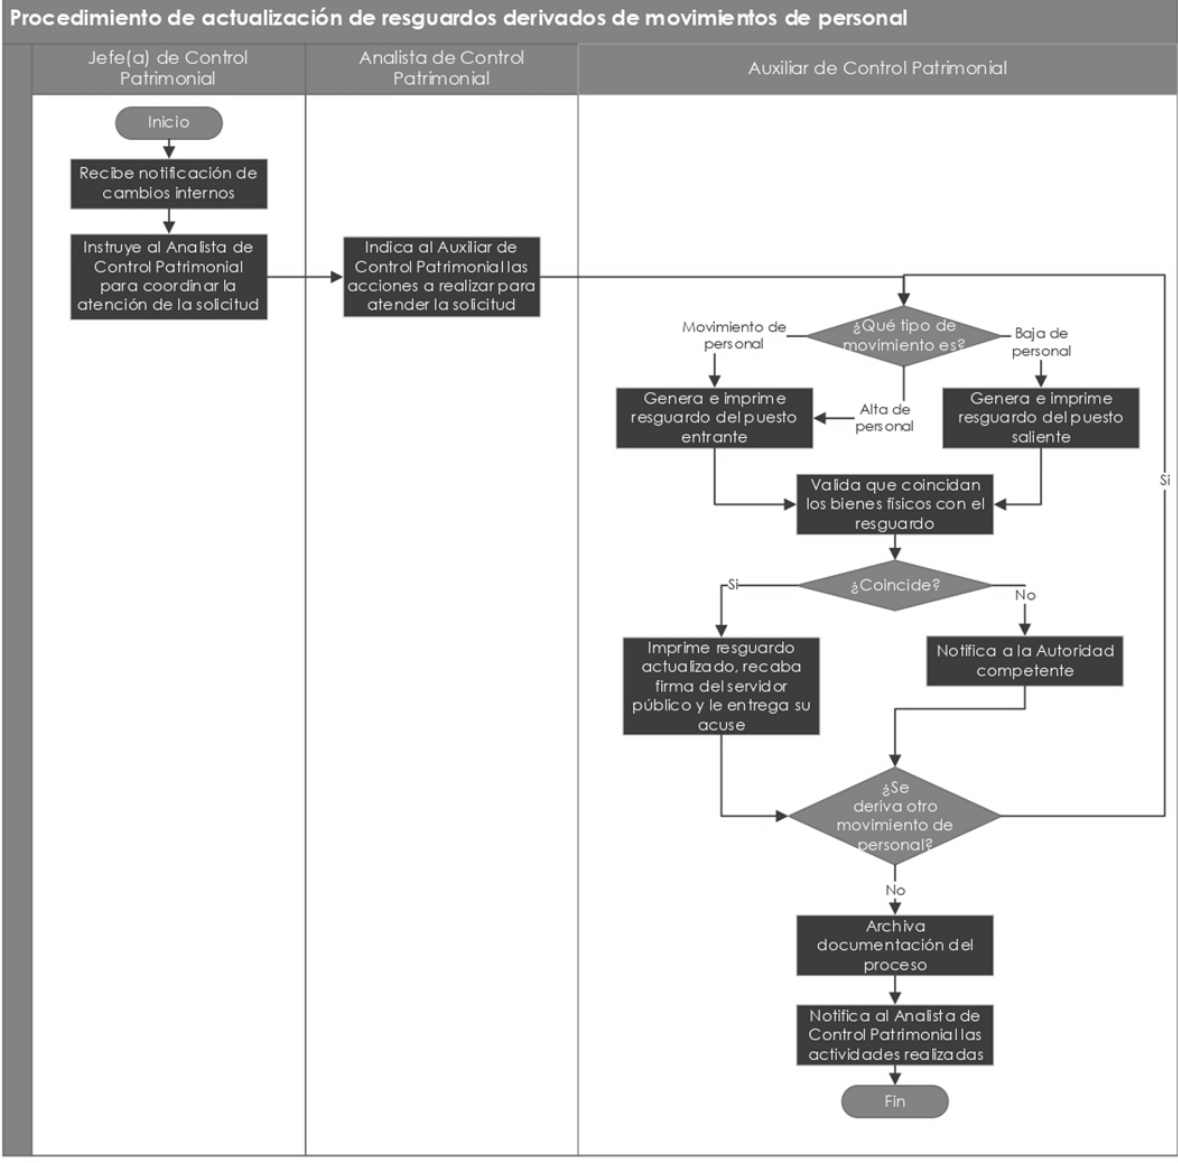 Procedimiento de actualización de resguardos derivados de movimientos de personal
Jefe(a) de Control
Patrimonial
Analista de Control
Patrimonial
Auxiliar de Control Patrimonial
Inicio
Recibe notificación de
cambios internos
Instruye al Analista de
Control Patrimonial
para coordinar la
atención de la solicitud
Indica al Auxiliar de
Control Patrimonial las
acciones a realizar para
atender la solicitud
¿Qué tipo de
movimiento es?
Movimiento de
personal
Baja de
personal
Alta de
personal
Genera e imprime
resguardo del puesto
entrante
Genera e imprime
resguardo del puesto
saliente
Valida que coincidan
los bienes físicos con el
resguardo
¿Coincide?
Si
No
Imprime resguardo
actualizado, recaba
firma del servidor
público y le entrega su
acuse
Notifica a la Autoridad
competente
¿Se
deriva otro
movimiento de
personal?
Si
No
Archiva
documentación del
proceso
Notifica al Analista de
Control Patrimonial las
actividades realizadas
Fin